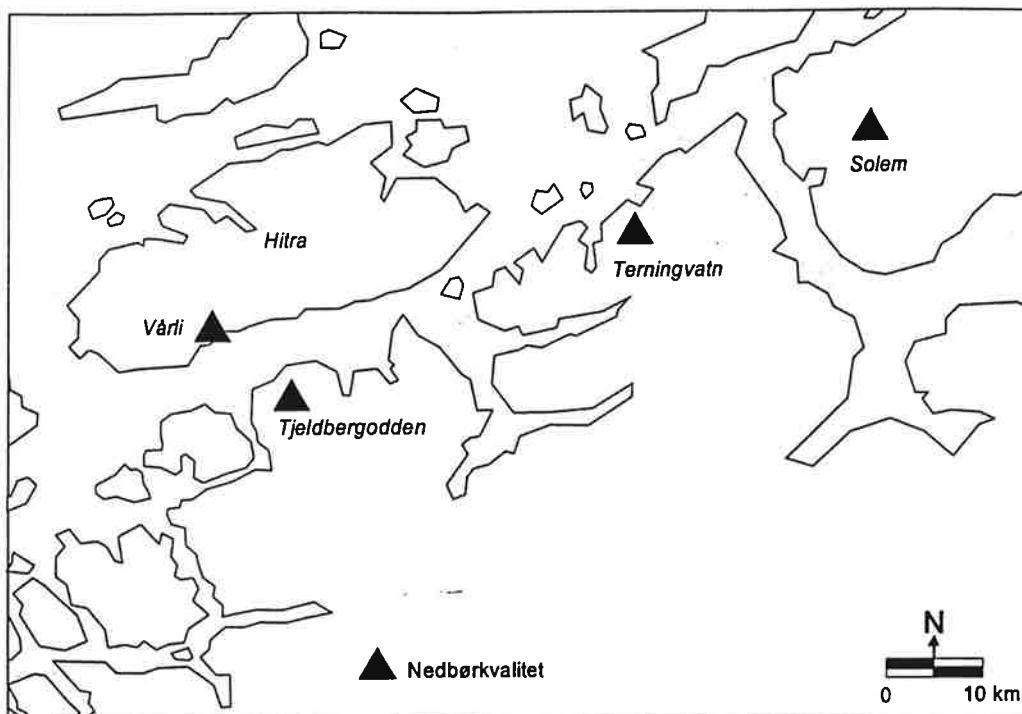 Solem
Hitra
Terningvatn
Vårli
Tjeldbergodden
N
Nedbørkvalitet
0 10 km